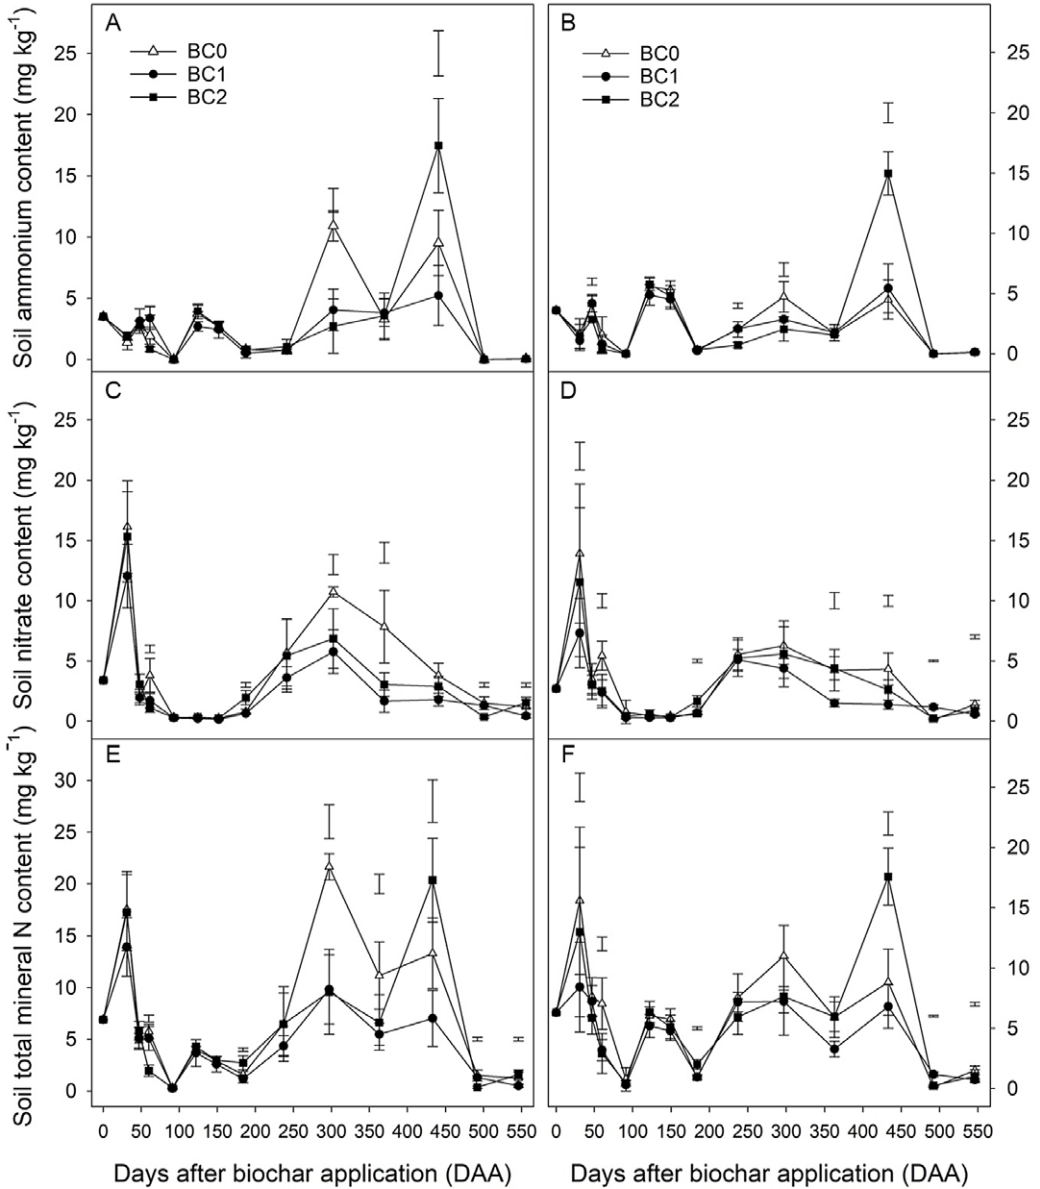 A
BC0
BC1
BC2
25
20
15
10
5
0
Soil ammonium content (mg kg⁻¹)
B
BC0
BC1
BC2
25
20
15
10
5
0
C
25
20
15
10
5
0
Soil nitrate content (mg kg⁻¹)
D
25
20
15
10
5
0
E
30
25
20
15
10
5
0
Soil total mineral N content (mg kg⁻)
F
25
20
15
10
5
0
0 50 100 150 200 250 300 350 400 450 500 550
0 50 100 150 200 250 300 350 400 450 500 550
Days after biochar application (DAA)
Days after biochar application (DAA)